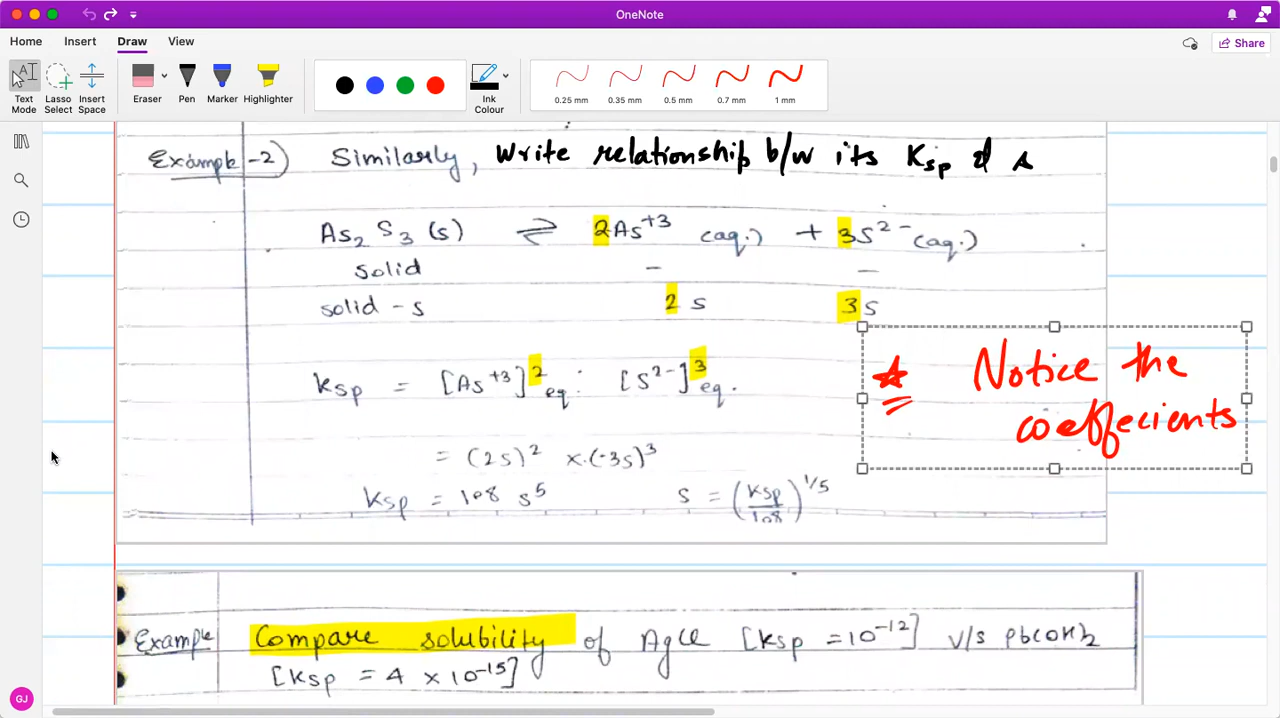 OneNote
Home Insert Draw View Share
Text Mode Lasso Select Insert Space Eraser Pen Marker Highlighter Ink Colour 0.25 mm 0.35 mm 0.5 mm 0.7 mm 1 mm
Example-2) Similarly, Write relationship b/w its Ksp & s
As2S3 (s) ⇌ 2As+3 (aq.) + 3S2- (aq.)
solid — —
solid - s 2s 3s
Ksp = [As+3]2eq. [S2-]3eq.
★ Notice the
coeffecients
= (2s)2 x (3s)3
Ksp = 108 s5 s = (Ksp/108)1/5
Example Compare solubility of AgCl [Ksp = 10-12] V/s Pb(OH)2
[Ksp = 4 x 10-15]
GJ